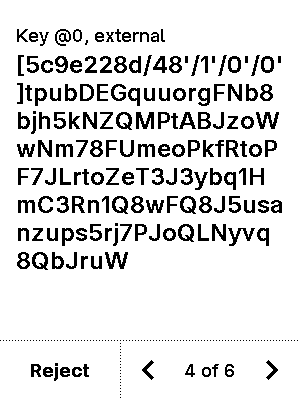 Key @0, external
[5c9e228d/48'/1'/0'/0'
]tpubDEGquuorgFNb8
bjh5kNZQMPtABJzoW
wNm78FUmeoPkfRtoP
F7JLrtoZeT3J3ybq1H
mC3Rn1Q8wFQ8J5usa
nzups5rj7PJoQLNyvq
8QbJruW
Reject
4 of 6